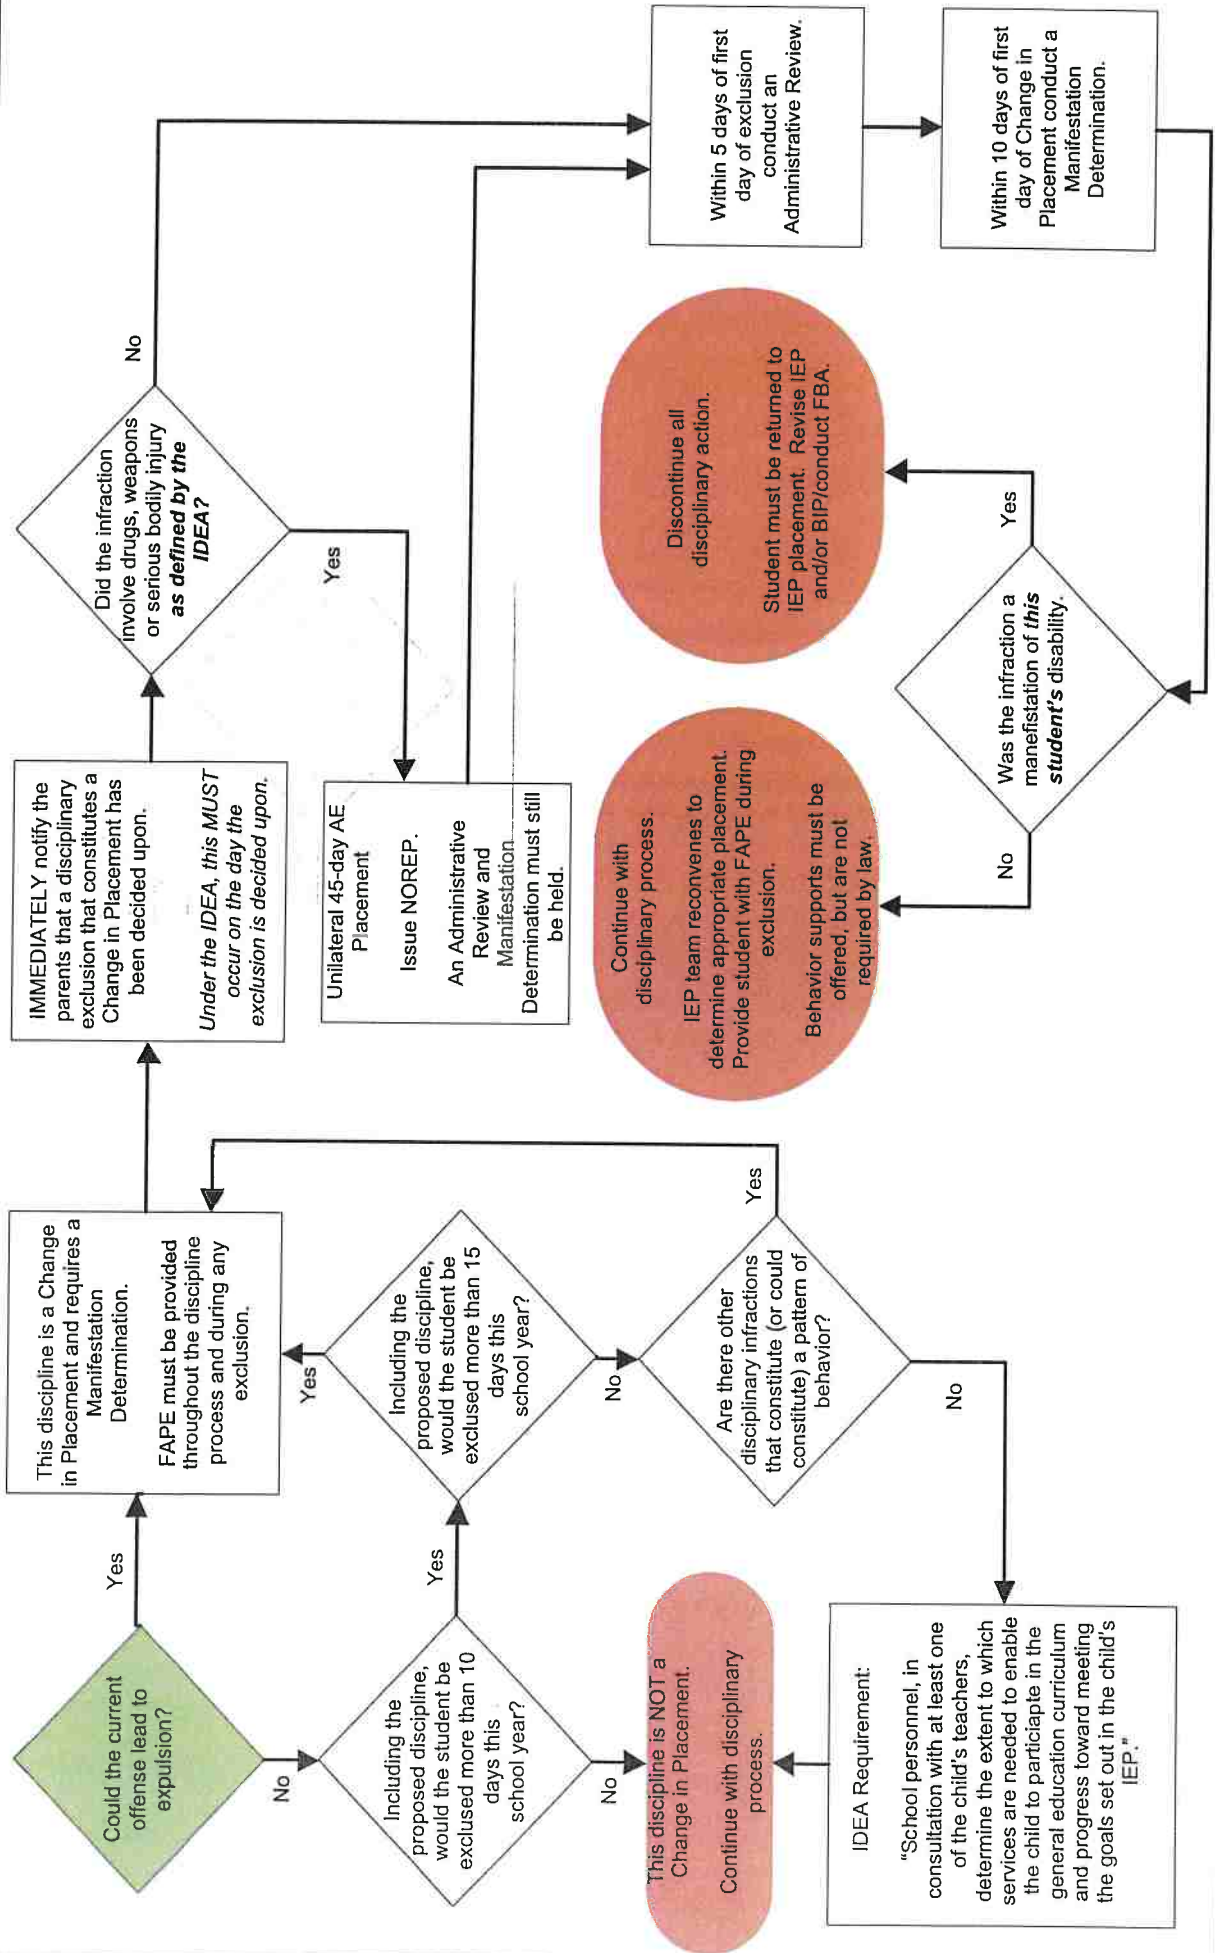 Could the current
offense lead to
expulsion?
Yes
No
This discipline is a Change
in Placement and requires a
Manifestation
Determination.
FAPE must be provided
throughout the discipline
process and during any
exclusion.
IMMEDIATELY notify the
parents that a disciplinary
exclusion that constitutes a
Change in Placement has
been decided upon.
Under the IDEA, this MUST
occur on the day the
exclusion is decided upon.
Did the infraction
involve drugs, weapons
or serious bodily injury
as defined by the
IDEA?
No
Yes
Including the
proposed discipline,
would the student be
exclused more than 10
days this
school year?
Yes
No
Including the
proposed discipline,
would the student be
exclused more than 15
days this
school year?
Yes
No
Unilateral 45-day AE
Placement
Issue NOREP.
An Administrative
Review and
Manifestation
Determination must still
be held.
Within 5 days of first
day of exclusion
conduct an
Administrative Review.
This discipline is NOT a
Change in Placement.
Continue with disciplinary
process.
Are there other
disciplinary infractions
that constitute (or could
constitute) a pattern of
behavior?
Yes
No
Continue with
disciplinary process.
IEP team reconvenes to
determine appropriate placement.
Provide student with FAPE during
exclusion.
Behavior supports must be
offered, but are not
required by law.
Discontinue all
disciplinary action.
Student must be returned to
IEP placement. Revise IEP
and/or BIP/conduct FBA.
Within 10 days of first
day of Change in
Placement conduct a
Manifestation
Determination.
IDEA Requirement:
“School personnel, in
consultation with at least one
of the child's teachers,
determine the extent to which
services are needed to enable
the child to particiapte in the
general education curriculum
and progress toward meeting
the goals set out in the child's
IEP.”
No
Yes
Was the infraction a
manefistation of this
student's disability.